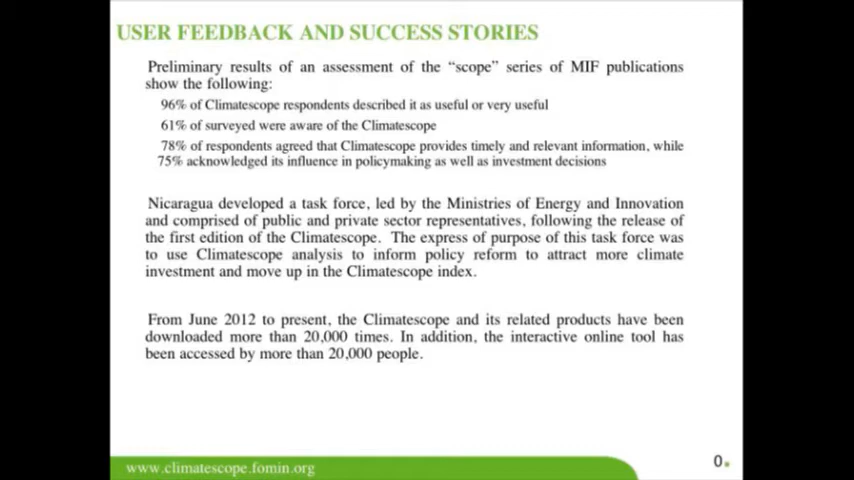 USER FEEDBACK AND SUCCESS STORIES
Preliminary results of an assessment of the “scope” series of MIF publications
show the following:
96% of Climatescope respondents described it as useful or very useful
61% of surveyed were aware of the Climatescope
78% of respondents agreed that Climatescope provides timely and relevant information, while
75% acknowledged its influence in policymaking as well as investment decisions
Nicaragua developed a task force, led by the Ministries of Energy and Innovation
and comprised of public and private sector representatives, following the release of
the first edition of the Climatescope. The express of purpose of this task force was
to use Climatescope analysis to inform policy reform to attract more climate
investment and move up in the Climatescope index.
From June 2012 to present, the Climatescope and its related products have been
downloaded more than 20,000 times. In addition, the interactive online tool has
been accessed by more than 20,000 people.
www.climatescope.fomin.org
0.